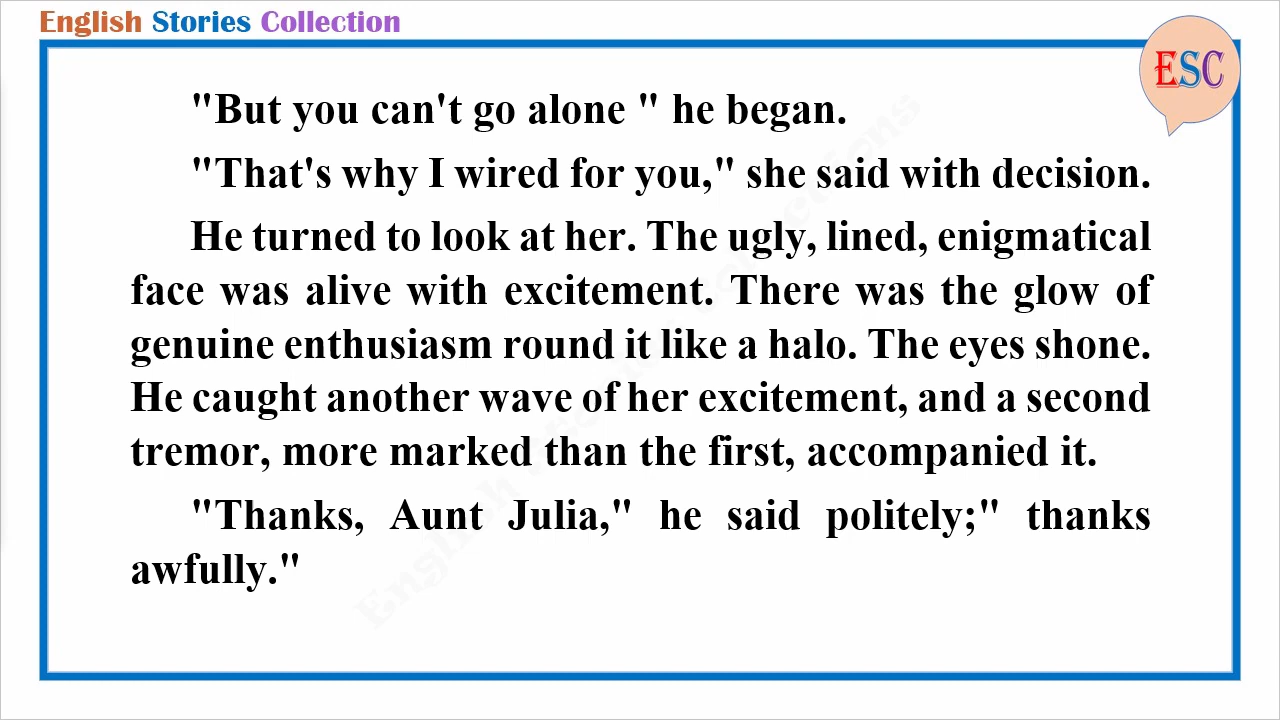 English Stories Collection
ESC
"But you can't go alone " he began.
"That's why I wired for you," she said with decision.
He turned to look at her. The ugly, lined, enigmatical
face was alive with excitement. There was the glow of
genuine enthusiasm round it like a halo. The eyes shone.
He caught another wave of her excitement, and a second
tremor, more marked than the first, accompanied it.
"Thanks, Aunt Julia," he said politely;" thanks
awfully."